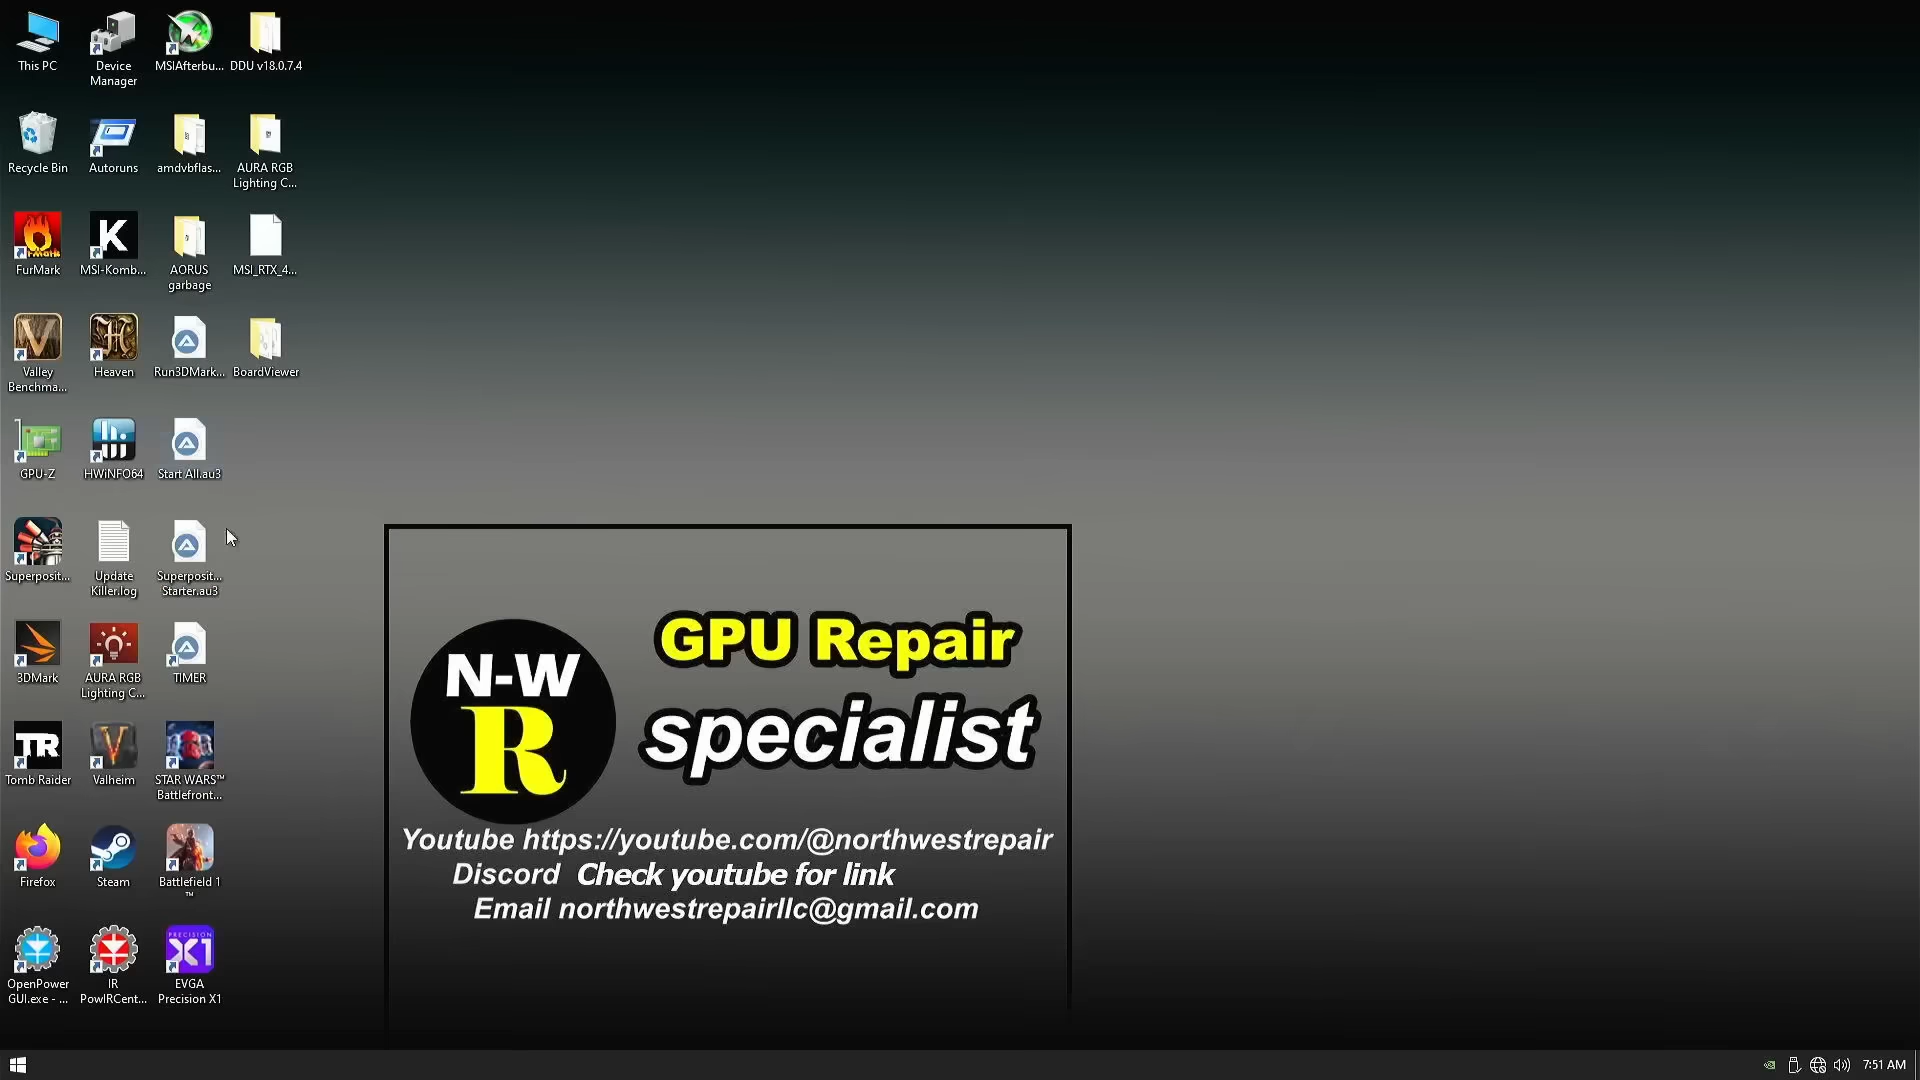 This PC
Device
Manager
MSIAfterbu...
DDU v18.0.7.4
Recycle Bin
Autoruns
amdvbflas...
AURA RGB
Lighting C...
FurMark
K
MSI-Komb...
AORUS
garbage
MSI_RTX_4...
Valley
Benchma...
Heaven
Run3DMark...
BoardViewer
GPU-Z
HWiNFO64
Start All.au3
Superposit...
Update
Killer.log
Superposit...
Starter.au3
3DMark
AURA RGB
Lighting C...
TIMER
TR
Tomb Raider
V
Valheim
STAR WARS™
Battlefront...
Firefox
Steam
Battlefield 1
™
OpenPower
GUI.exe - ...
IR
PowIRCent...
PRECISION
X1
EVGA
Precision X1
N-W
R
GPU Repair
specialist
Youtube https://youtube.com/@northwestrepair
Discord Check youtube for link
Email northwestrepairllc@gmail.com
7:51 AM